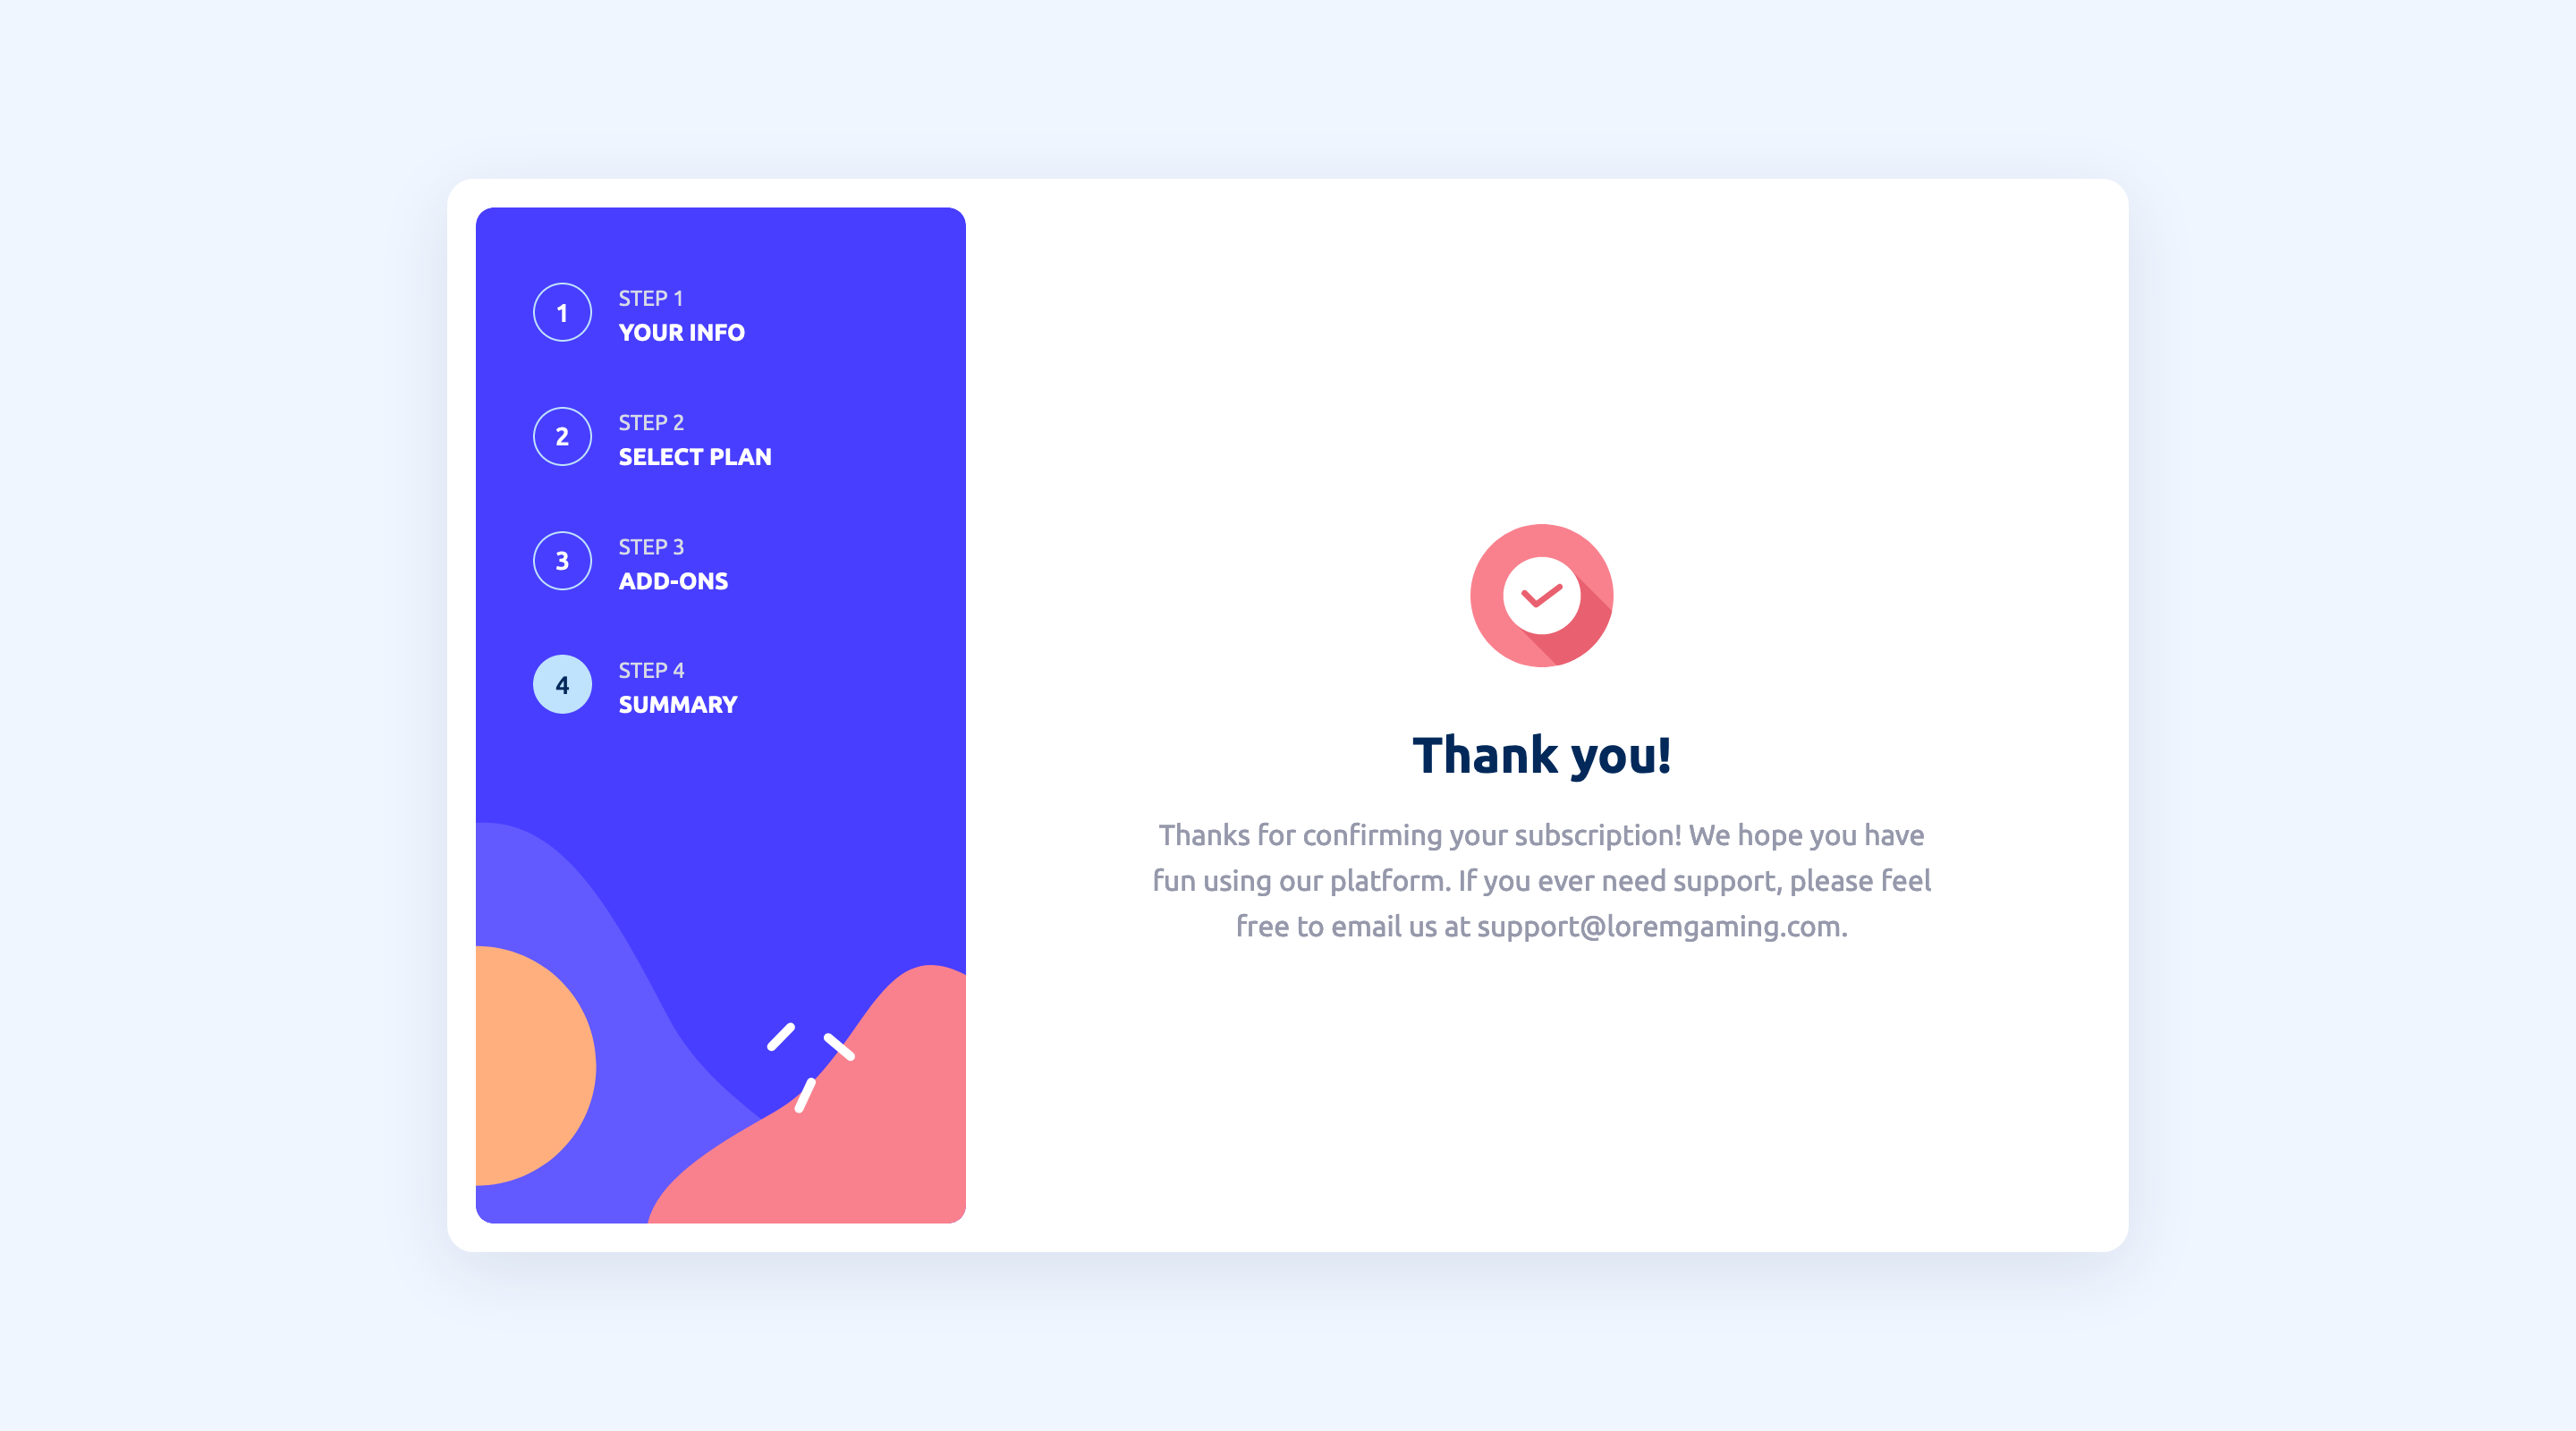 1
STEP 1
YOUR INFO
2
STEP 2
SELECT PLAN
3
STEP 3
ADD-ONS
4
STEP 4
SUMMARY
Thank you!
Thanks for confirming your subscription! We hope you have
fun using our platform. If you ever need support, please feel
free to email us at support@loremgaming.com.